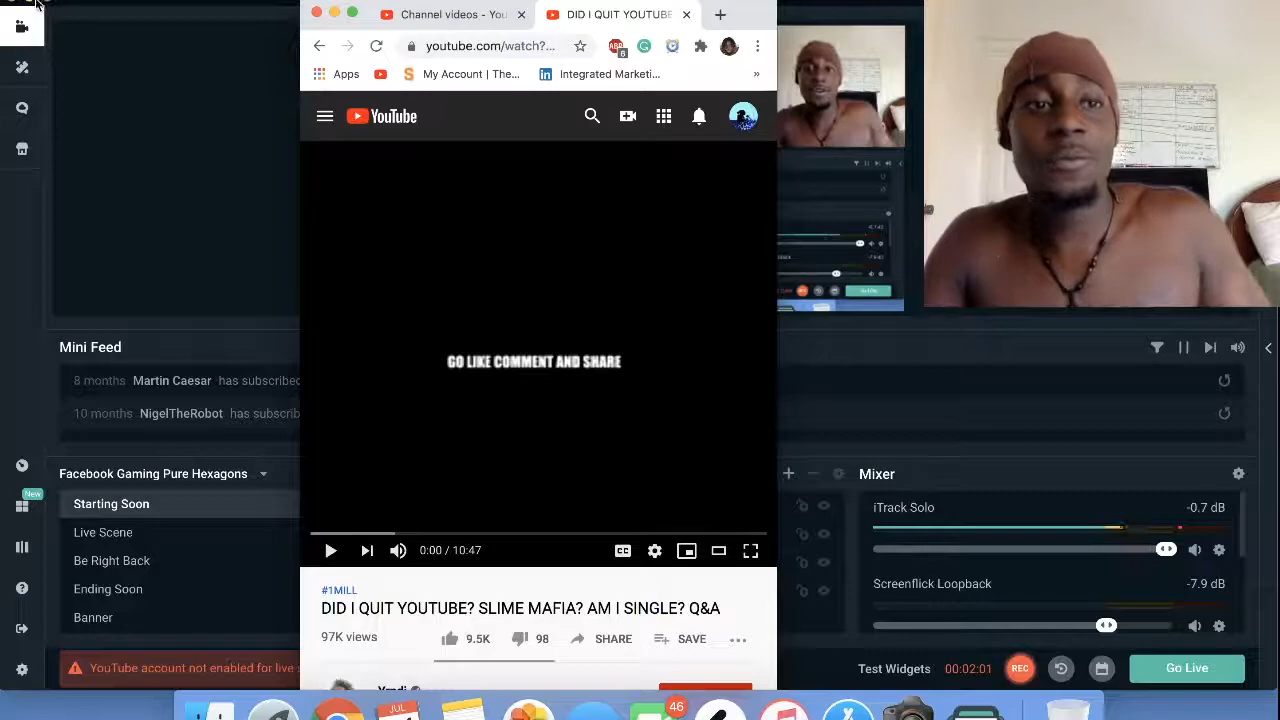 Channel videos - You
DID I QUIT YOUTUBE
youtube.com/watch?...
ABP
6
Apps
My Account | The...
Integrated Marketi...
»
YouTube
GO LIKE COMMENT AND SHARE
0:00 / 10:47
CC
#1MILL
DID I QUIT YOUTUBE? SLIME MAFIA? AM I SINGLE? Q&A
97K views
9.5K
98
SHARE
SAVE
Mini Feed
8 months Martin Caesar has subscribed
10 months NigelTheRobot has subscrib
New
Facebook Gaming Pure Hexagons
Starting Soon
Live Scene
Be Right Back
Ending Soon
Banner
YouTube account not enabled for live s
Mixer
iTrack Solo
-0.7 dB
Screenflick Loopback
-7.9 dB
Test Widgets
00:02:01
REC
Go Live
JUL
46